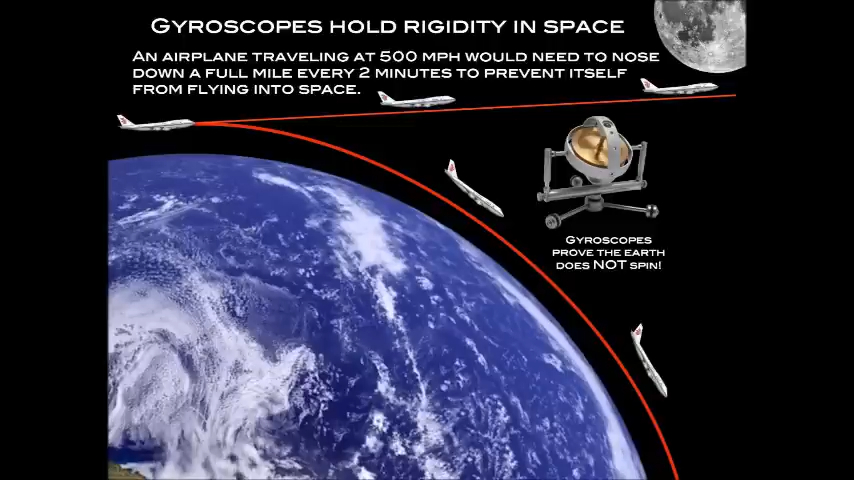 Gyroscopes hold rigidity in space
An airplane traveling at 500 mph would need to nose
down a full mile every 2 minutes to prevent itself
from flying into space.
Gyroscopes
prove the earth
does NOT spin!